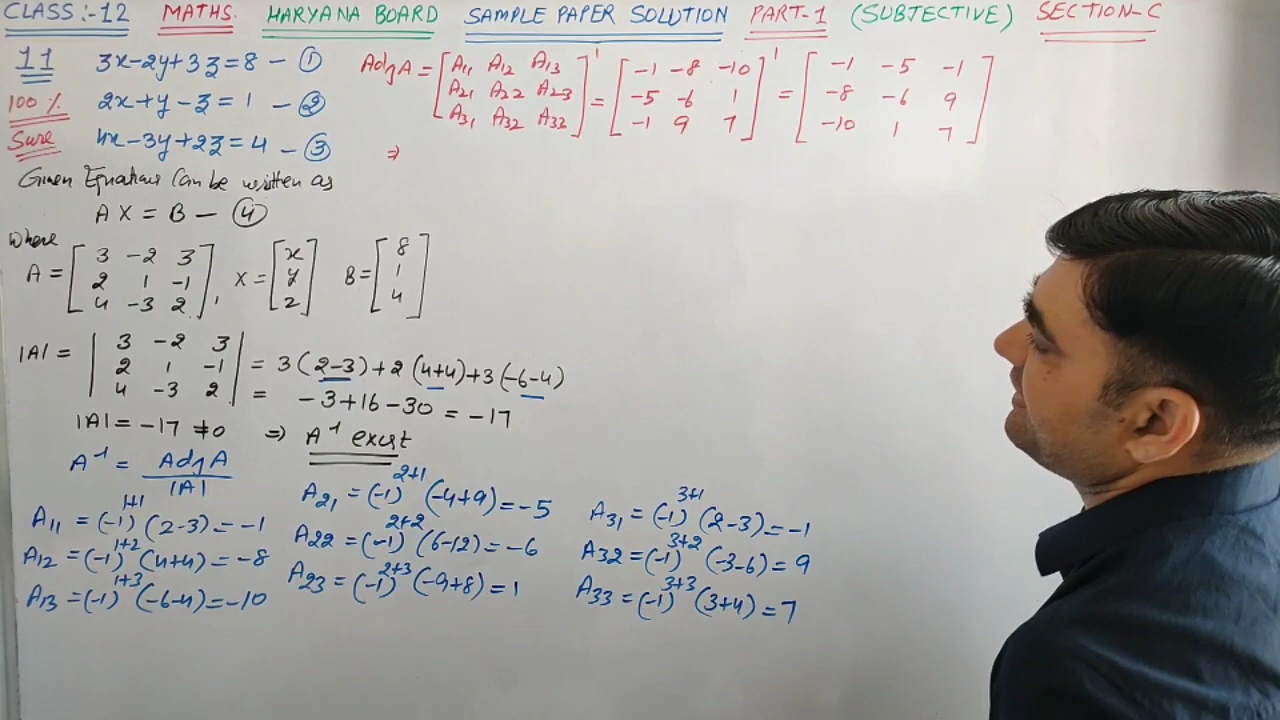 CLASS:-12 MATHS. HARYANA BOARD SAMPLE PAPER SOLUTION PART-1 (SUBJECTIVE) SECTION-C
11
100%
Sure
3x-2y+3z=8 - ①
2x+y-z=1 - ②
4x-3y+2z=4 - ③
Given Equations Can be written as
AX = B - ④
where
A = [3 -2 3
2 1 -1
4 -3 2], X = [x
y
z] B = [8
1
4]
|A| = |3 -2 3
2 1 -1
4 -3 2| = 3(2-3)+2(4+4)+3(-6-4)
= -3+16-30 = -17
|A| = -17 ≠0 ⇒ A⁻¹ exist
A⁻¹ = AdjA / |A|
A11 = (-1)^1+1 (2-3) = -1
A12 = (-1)^1+2 (4+4) = -8
A13 = (-1)^1+3 (-6-4) = -10
A21 = (-1)^2+1 (-4+9) = -5
A22 = (-1)^2+2 (6-12) = -6
A23 = (-1)^2+3 (-9+8) = 1
A31 = (-1)^3+1 (2-3) = -1
A32 = (-1)^3+2 (-3-6) = 9
A33 = (-1)^3+3 (3+4) = 7
AdjA = [A11 A12 A13
A21 A22 A23
A31 A32 A33]' = [-1 -8 -10
-5 -6 1
-1 9 7]' = [-1 -5 -1
-8 -6 9
-10 1 7]
⇒